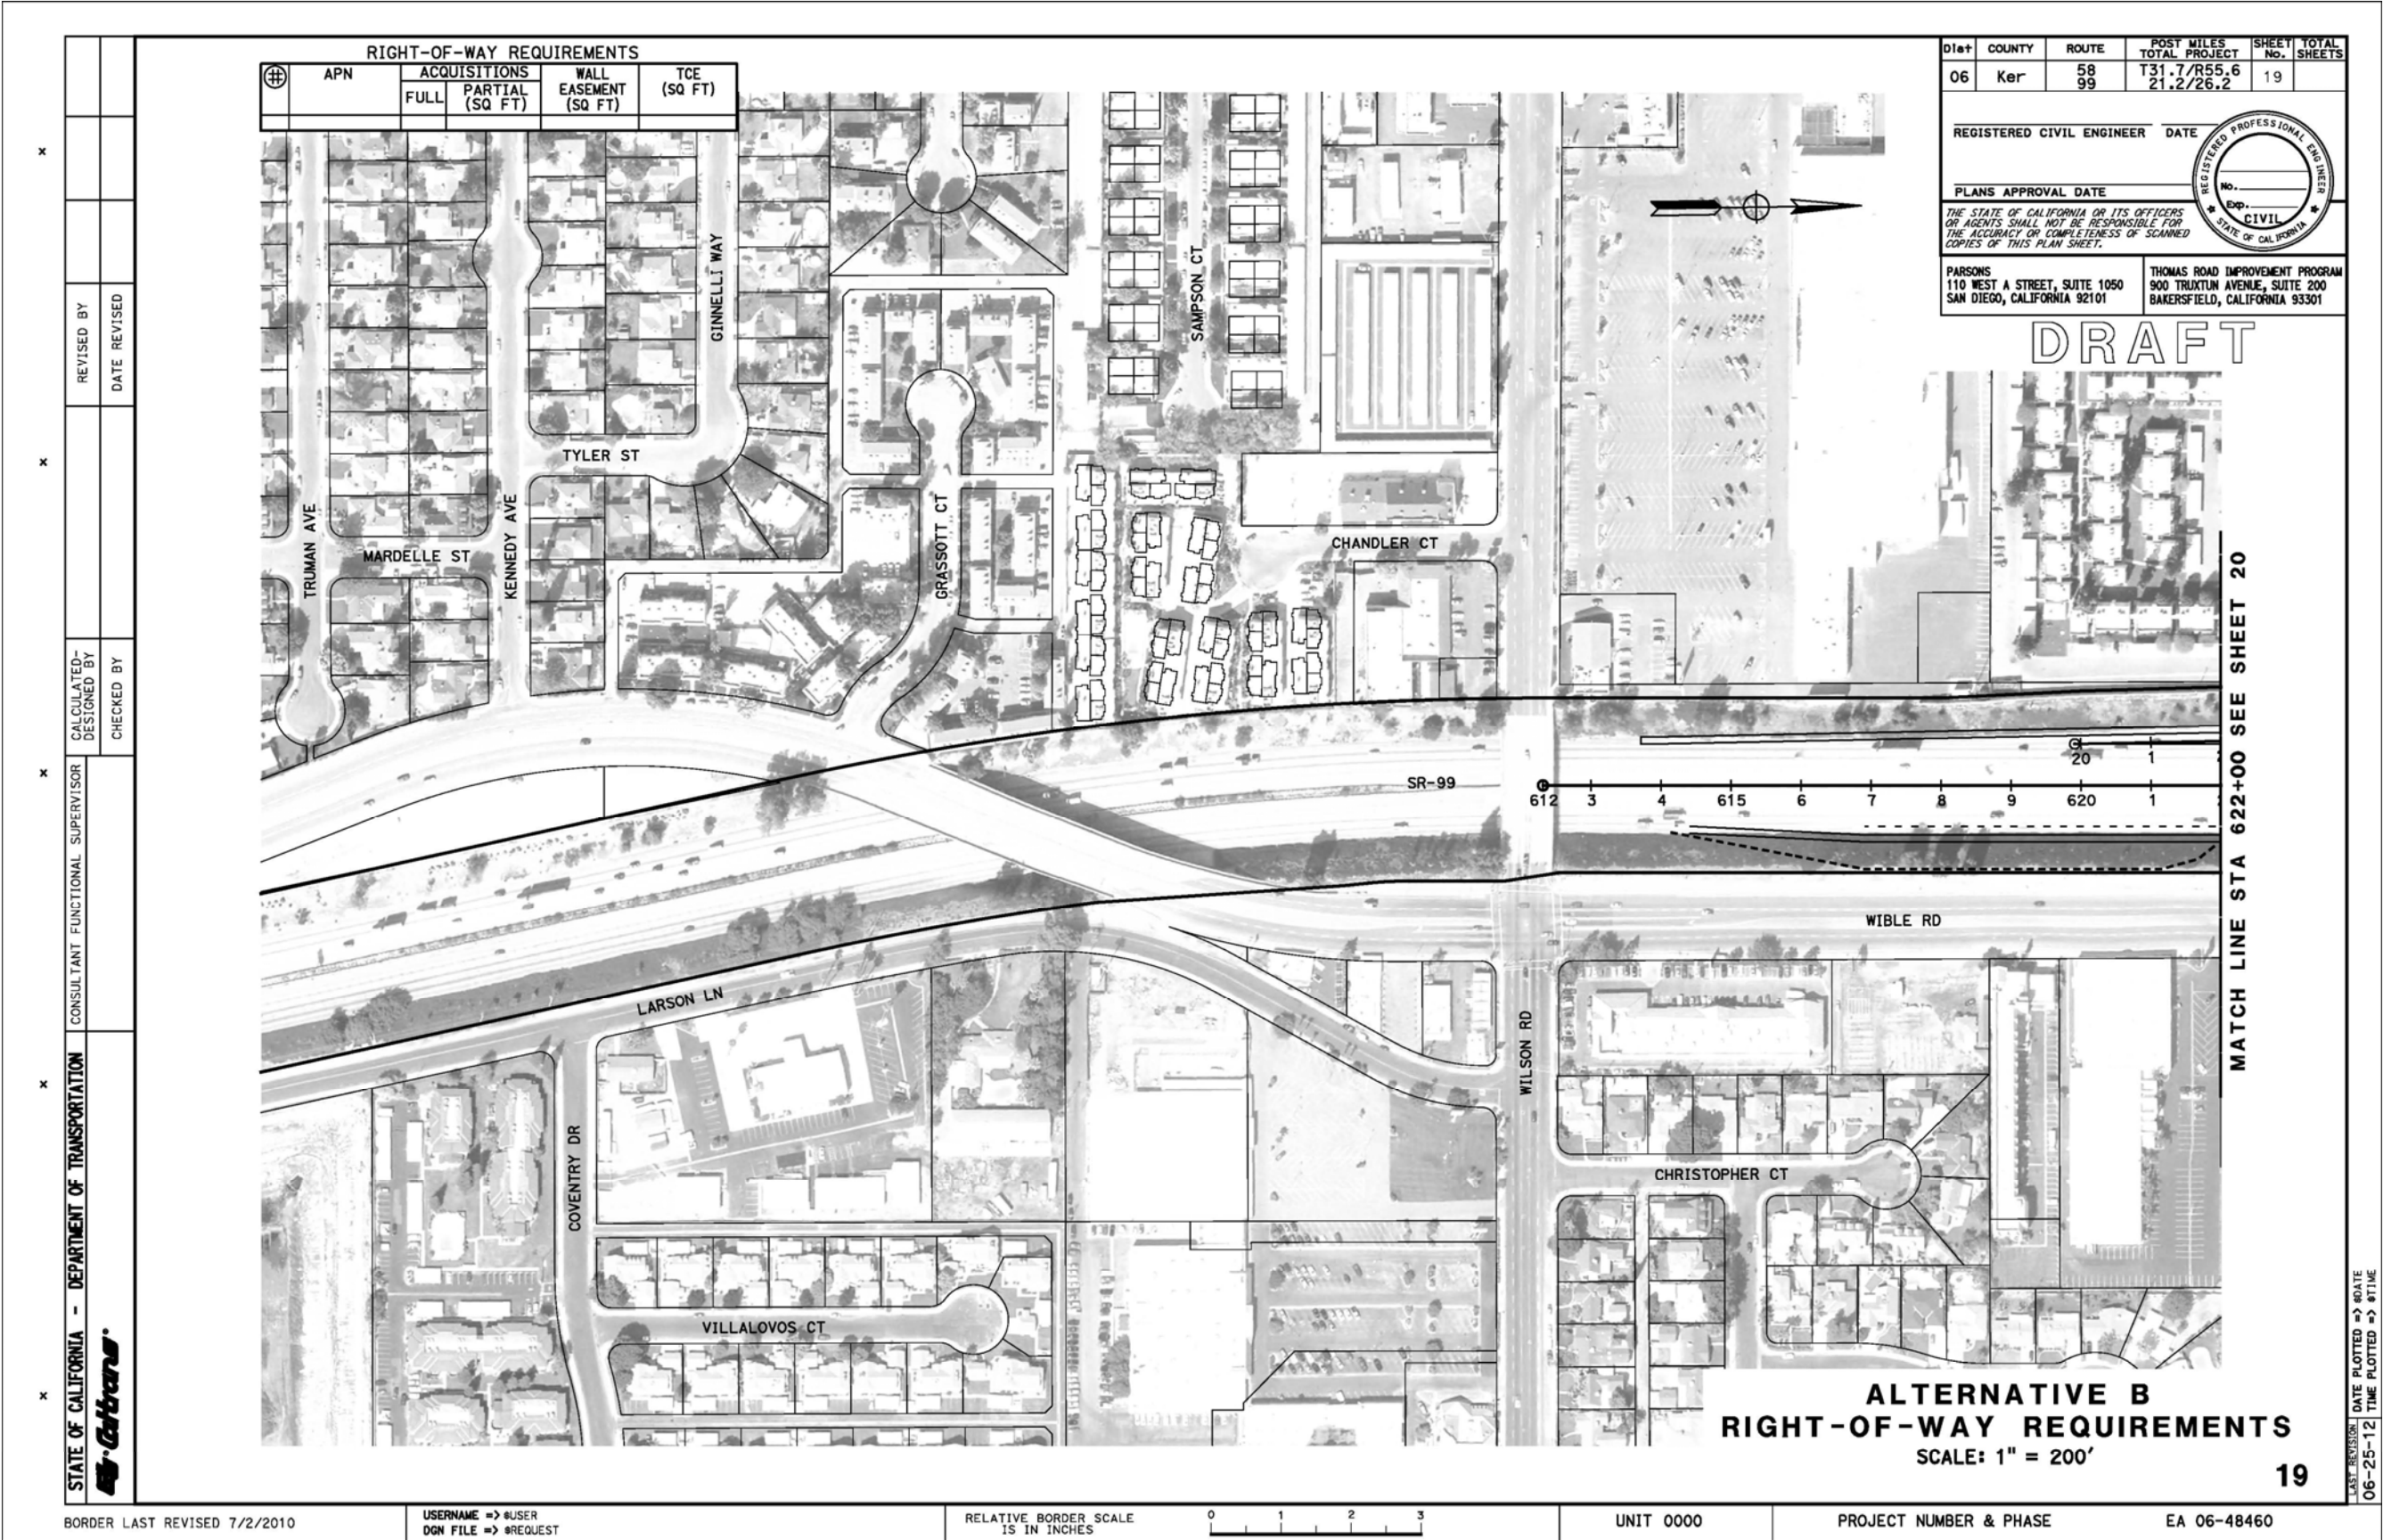 RIGHT-OF-WAY REQUIREMENTS
#
APN
ACQUISITIONS
FULL
PARTIAL
(SQ FT)
WALL
EASEMENT
(SQ FT)
TCE
(SQ FT)
Dist
COUNTY
ROUTE
POST MILES
TOTAL PROJECT
SHEET
No.
TOTAL
SHEETS
06
Ker
58
99
T31.7/R55.6
21.2/26.2
19
REGISTERED CIVIL ENGINEER DATE
PLANS APPROVAL DATE
REGISTERED PROFESSIONAL ENGINEER
No.
Exp.
CIVIL
STATE OF CALIFORNIA
THE STATE OF CALIFORNIA OR ITS OFFICERS
OR AGENTS SHALL NOT BE RESPONSIBLE FOR
THE ACCURACY OR COMPLETENESS OF SCANNED
COPIES OF THIS PLAN SHEET.
PARSONS
110 WEST A STREET, SUITE 1050
SAN DIEGO, CALIFORNIA 92101
THOMAS ROAD IMPROVEMENT PROGRAM
900 TRUXTUN AVENUE, SUITE 200
BAKERSFIELD, CALIFORNIA 93301
DRAFT
REVISED BY
DATE REVISED
CALCULATED-
DESIGNED BY
CHECKED BY
CONSULTANT FUNCTIONAL SUPERVISOR
STATE OF CALIFORNIA - DEPARTMENT OF TRANSPORTATION
Caltrans
x
x
x
x
x
GINNELLI WAY
SAMPSON CT
TYLER ST
TRUMAN AVE
MARDELLE ST
KENNEDY AVE
GRASSOTT CT
CHANDLER CT
SR-99
20 1
612 3 4 615 6 7 8 9 620 1
WIBLE RD
LARSON LN
WILSON RD
COVENTRY DR
CHRISTOPHER CT
VILLALOVOS CT
MATCH LINE STA 622+00 SEE SHEET 20
ALTERNATIVE B
RIGHT-OF-WAY REQUIREMENTS
SCALE: 1" = 200'
19
LAST REVISION
06-25-12
DATE PLOTTED => $DATE
TIME PLOTTED => $TIME
BORDER LAST REVISED 7/2/2010
USERNAME => $USER
DGN FILE => $REQUEST
RELATIVE BORDER SCALE
IS IN INCHES
0 1 2 3
UNIT 0000
PROJECT NUMBER & PHASE
EA 06-48460